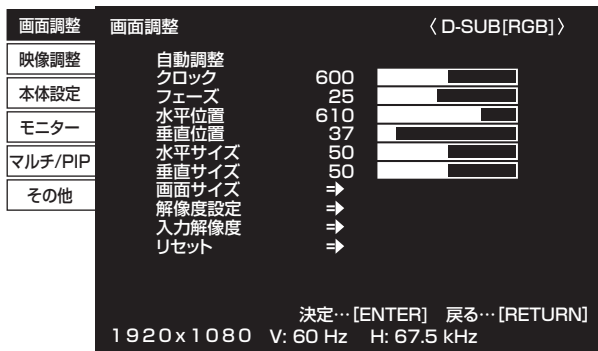 画面調整
映像調整
本体設定
モニター
マルチ/PIP
その他
画面調整 〈 D-SUB[RGB] 〉
自動調整
クロック 600
フェーズ 25
水平位置 610
垂直位置 37
水平サイズ 50
垂直サイズ 50
画面サイズ
解像度設定
入力解像度
リセット
決定…[ENTER] 戻る…[RETURN]
1920x1080 V: 60 Hz H: 67.5 kHz